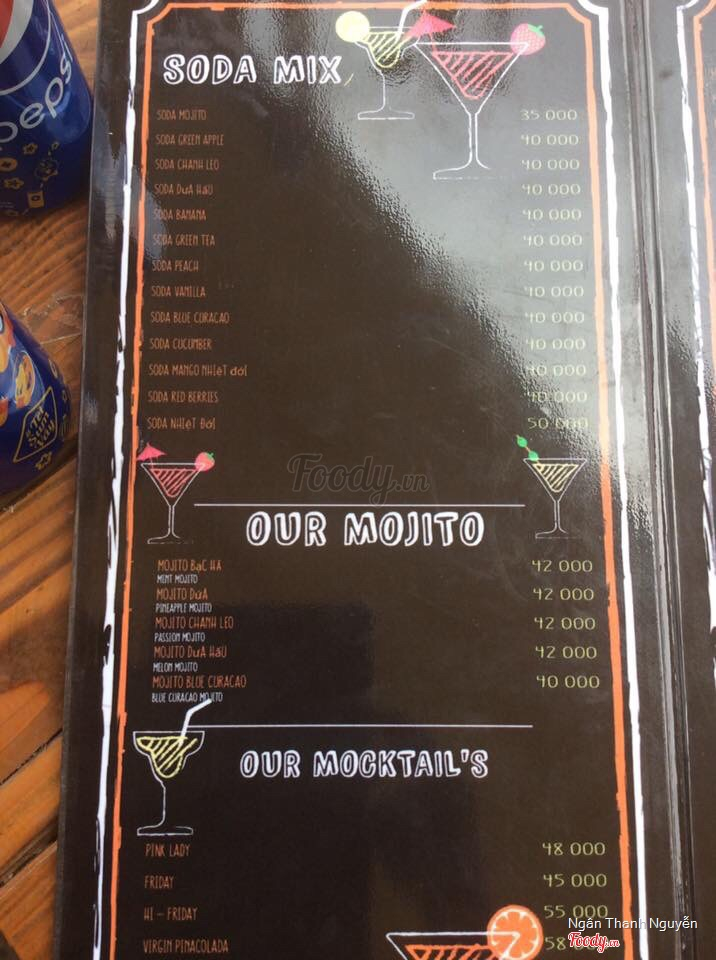 pepsi
SODA MIX
SODA MOJITO 35 000
SODA GREEN APPLE 40 000
SODA CHANH LEO 40 000
SODA DƯA HẤU 40 000
SODA BANANA 40 000
SODA GREEN TEA 40 000
SODA PEACH 40 000
SODA VANILLA 40 000
SODA BLUE CURACAO 40 000
SODA CUCUMBER 40 000
SODA MANGO NHIỆT ĐỚI 40 000
SODA RED BERRIES 40 000
SODA NHIỆT ĐỚI 50 000
Foody.vn
OUR MOJITO
MOJITO BẠC HÀ 42 000
MINT MOJITO
MOJITO DỨA 42 000
PINEAPPLE MOJITO
MOJITO CHANH LEO 42 000
PASSION MOJITO
MOJITO DƯA HẤU 42 000
MELON MOJITO
MOJITO BLUE CURACAO 40 000
BLUE CURACAO MOJITO
OUR MOCKTAIL'S
PINK LADY 48 000
FRIDAY 45 000
HI - FRIDAY 55 000
VIRGIN PINACOLADA 58
Ngân Thanh Nguyễn
Foody.vn